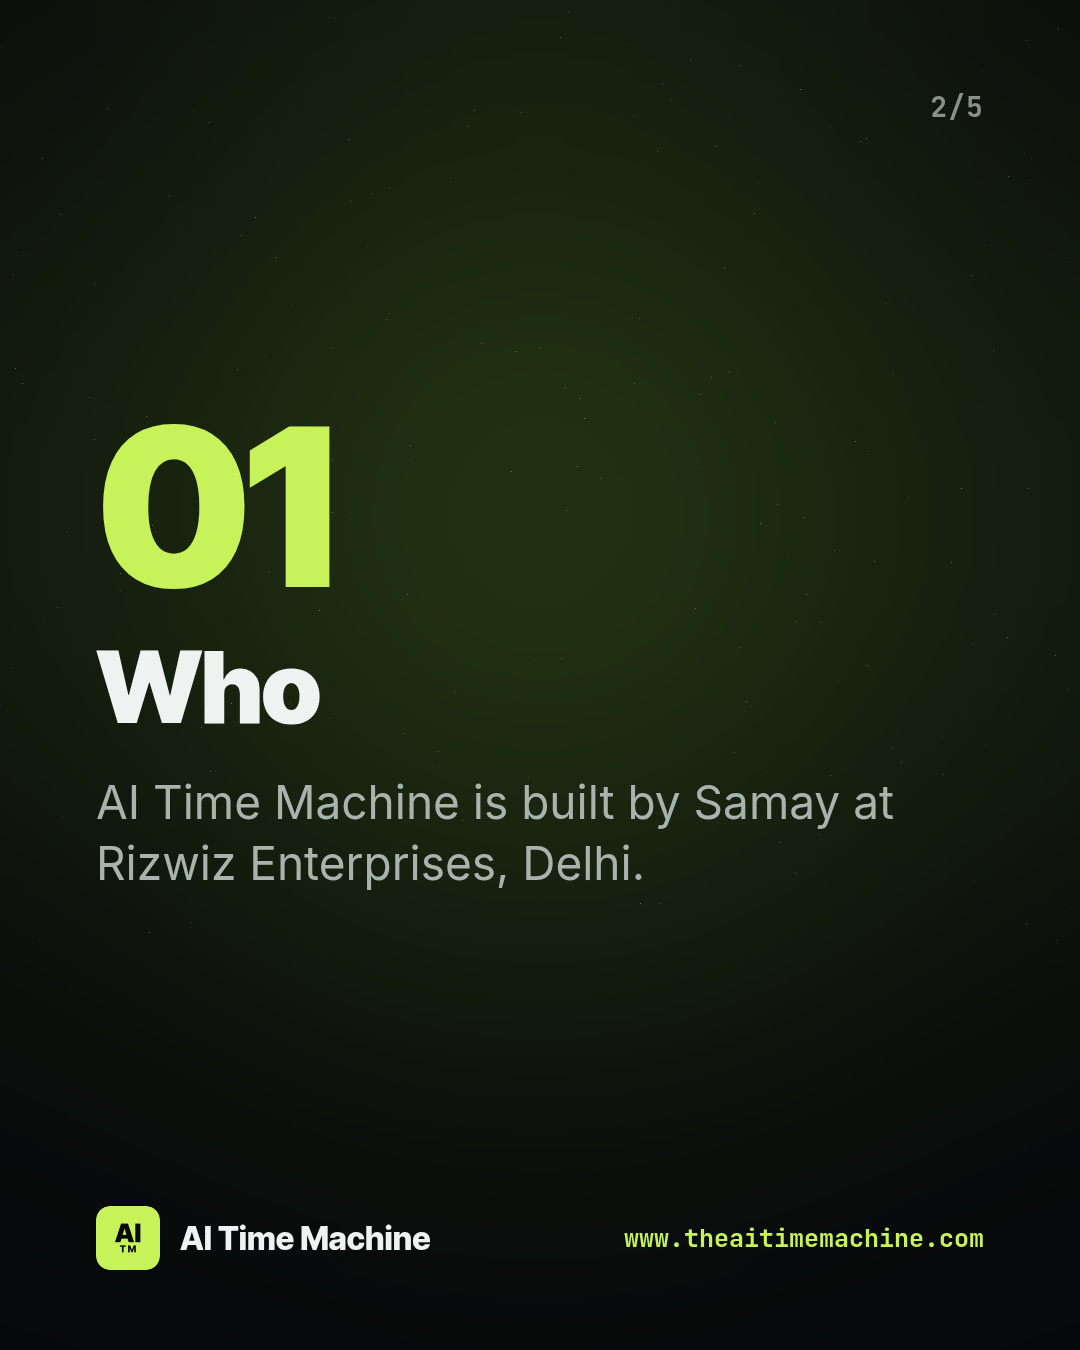 2/5
01
Who
AI Time Machine is built by Samay at
Rizwiz Enterprises, Delhi.
AI
TM
AI Time Machine
www.theaitimemachine.com